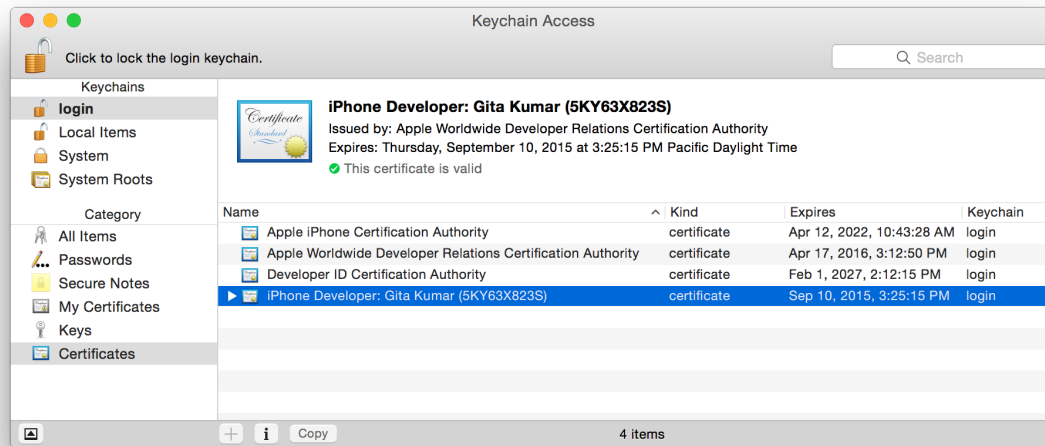 Keychain Access
Click to lock the login keychain.
Search
Keychains
login
Local Items
System
System Roots
Category
All Items
Passwords
Secure Notes
My Certificates
Keys
Certificates
Certificate
Standard
iPhone Developer: Gita Kumar (5KY63X823S)
Issued by: Apple Worldwide Developer Relations Certification Authority
Expires: Thursday, September 10, 2015 at 3:25:15 PM Pacific Daylight Time
This certificate is valid
Name Kind Expires Keychain
Apple iPhone Certification Authority certificate Apr 12, 2022, 10:43:28 AM login
Apple Worldwide Developer Relations Certification Authority certificate Apr 17, 2016, 3:12:50 PM login
Developer ID Certification Authority certificate Feb 1, 2027, 2:12:15 PM login
iPhone Developer: Gita Kumar (5KY63X823S) certificate Sep 10, 2015, 3:25:15 PM login
Copy
4 items